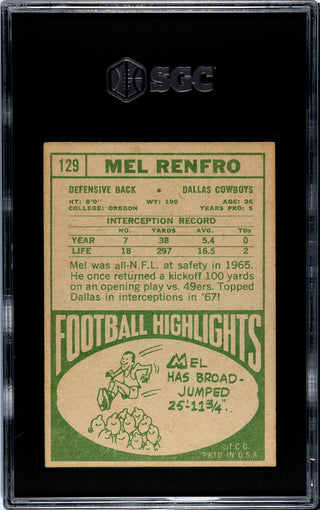 SGC
129 MEL RENFRO
DEFENSIVE BACK • DALLAS COWBOYS
HT: 6'0" WT: 190 AGE: 26
COLLEGE: OREGON YEARS PRO: 5
INTERCEPTION RECORD
NO. YARDS AVG. TDs
YEAR 7 38 5.4 0
LIFE 18 297 16.5 2
Mel was all-N.F.L. at safety in 1965.
He once returned a kickoff 100 yards
on an opening play vs. 49ers. Topped
Dallas in interceptions in '67!
FOOTBALL HIGHLIGHTS
MEL
HAS BROAD-
JUMPED
25'-11¾".
©T.C.G.
PRTD IN U.S.A.